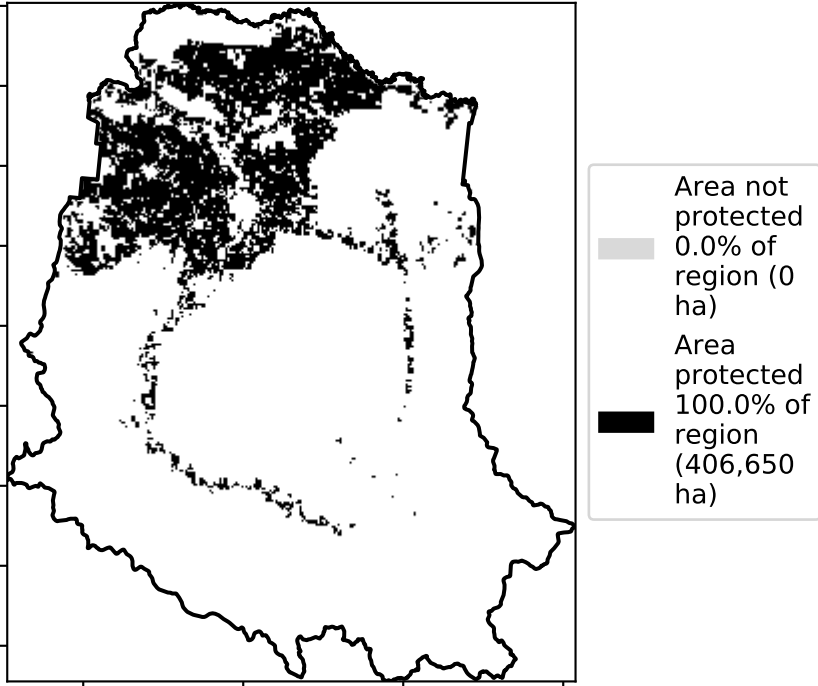 Area not
protected
0.0% of
region (0
ha)
Area
protected
100.0% of
region
(406,650
ha)